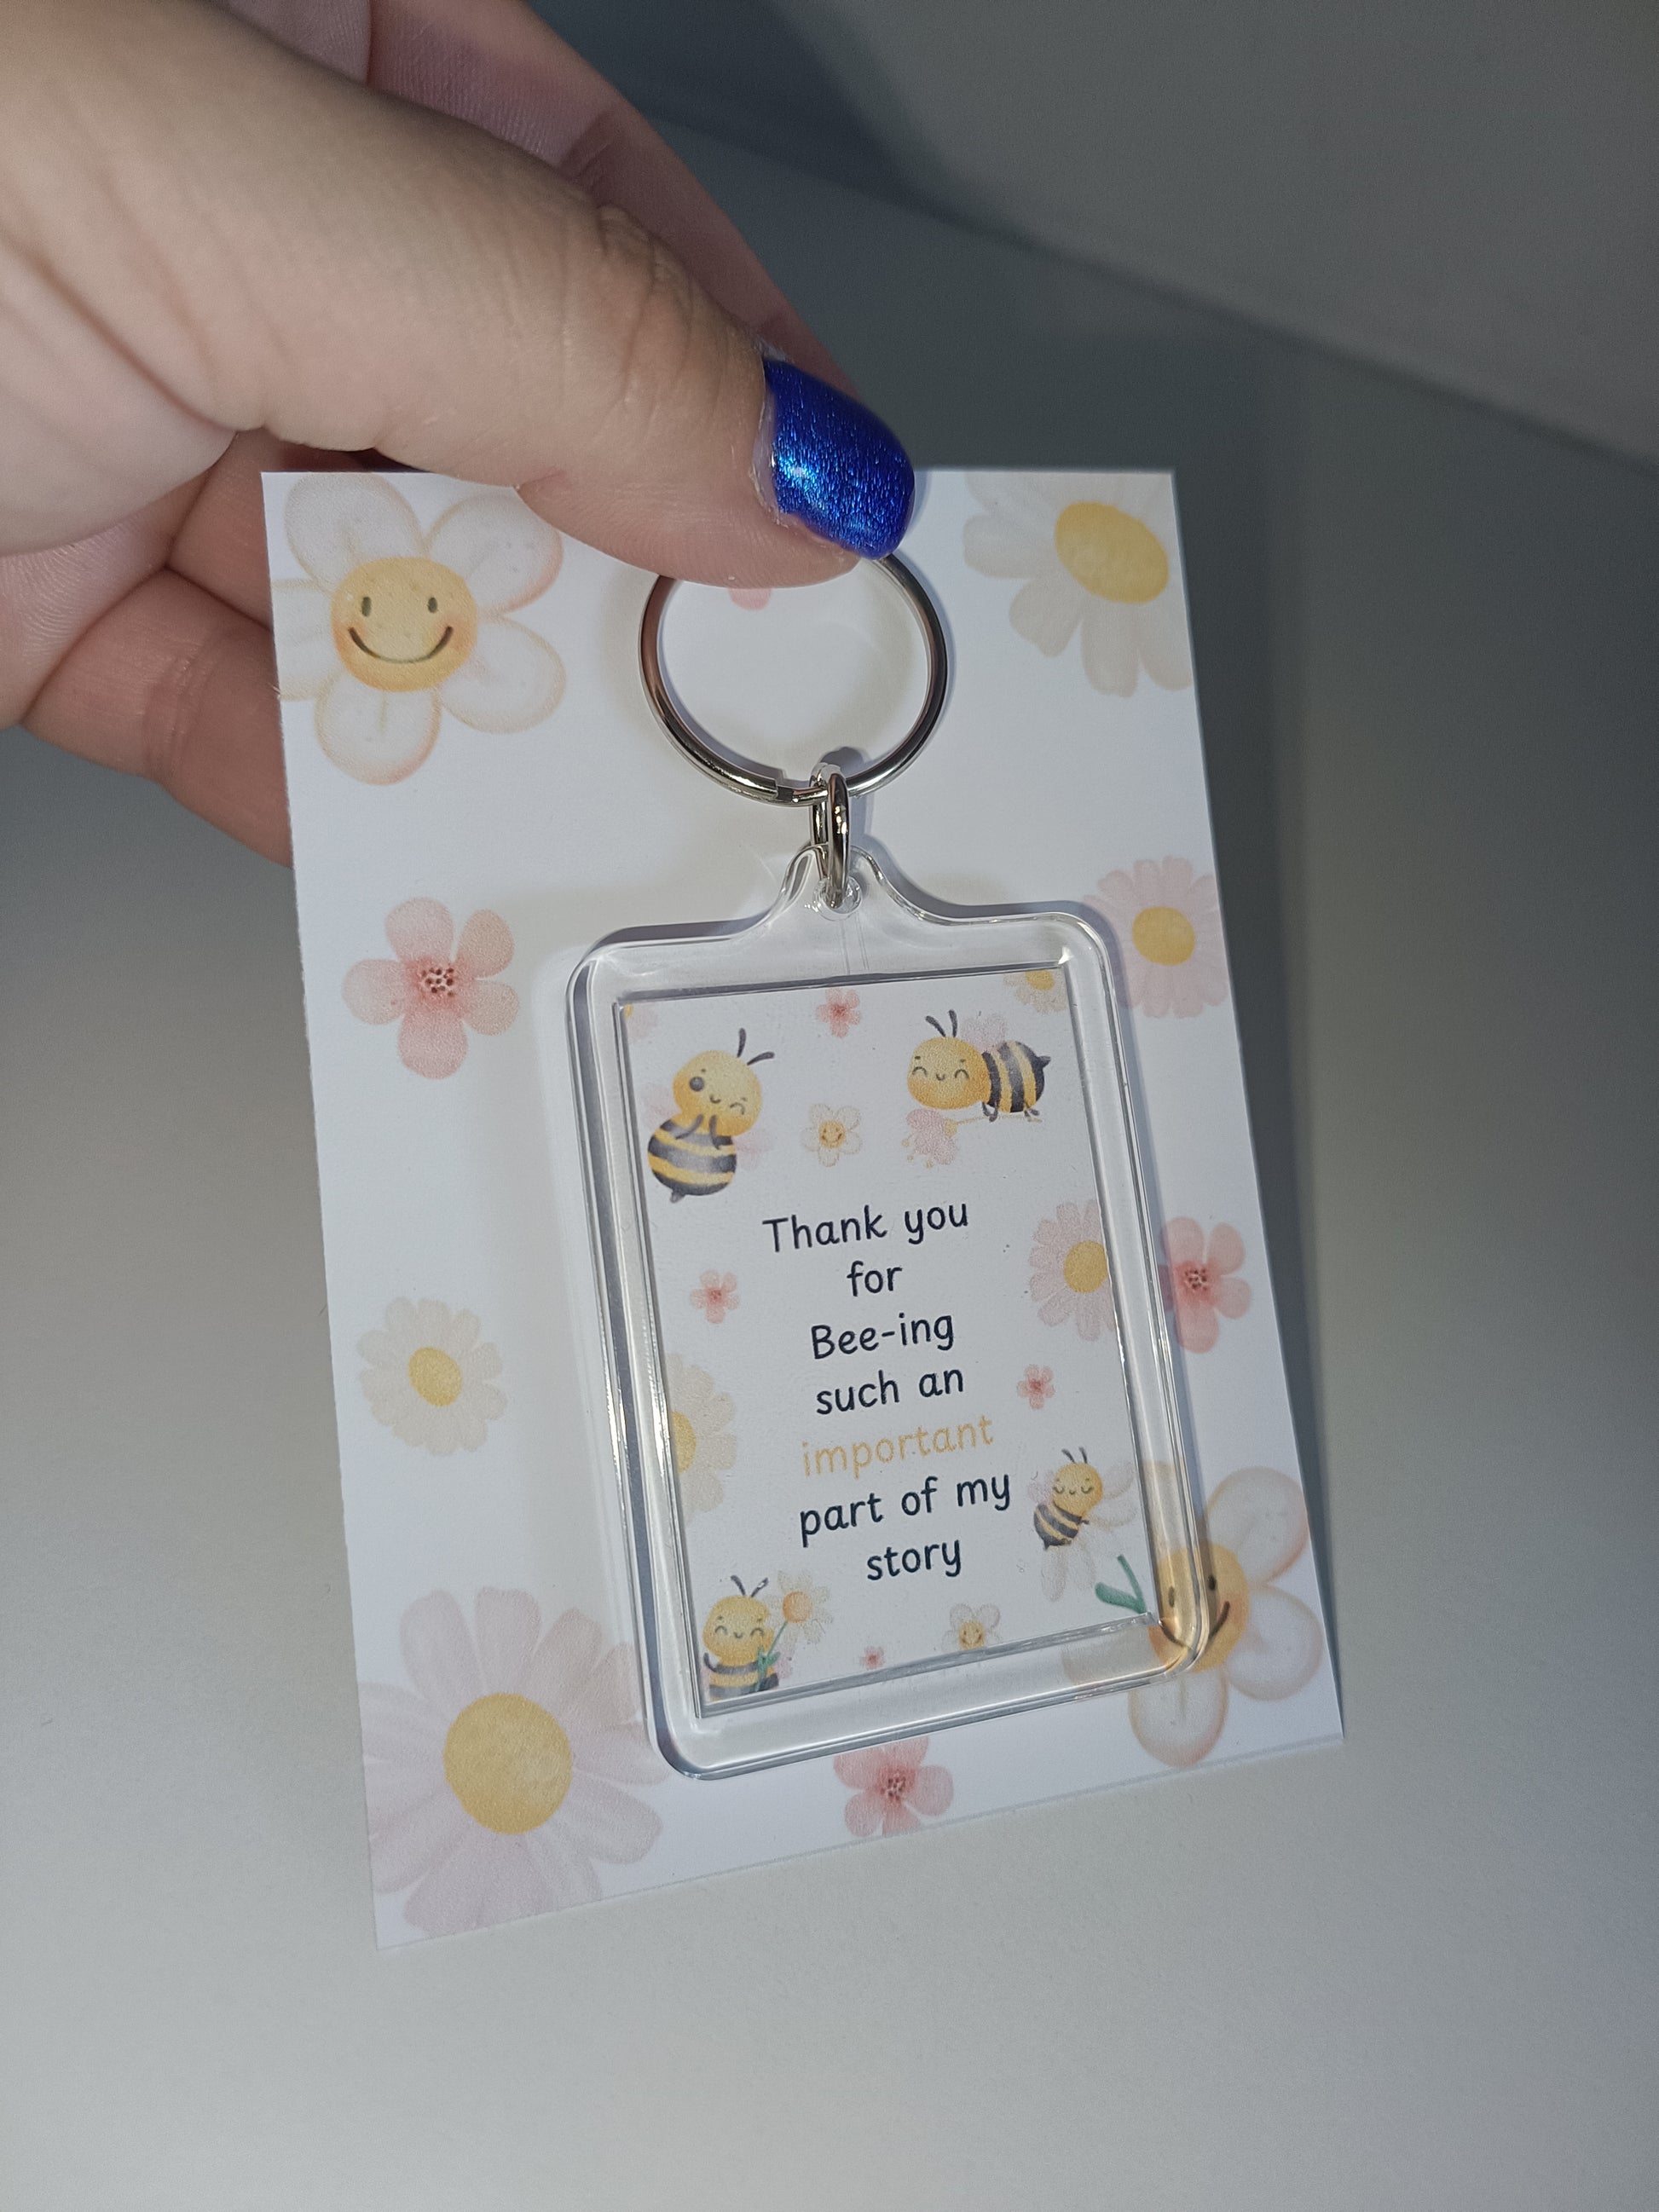 Thank you
for
Bee-ing
such an
important
part of my
story